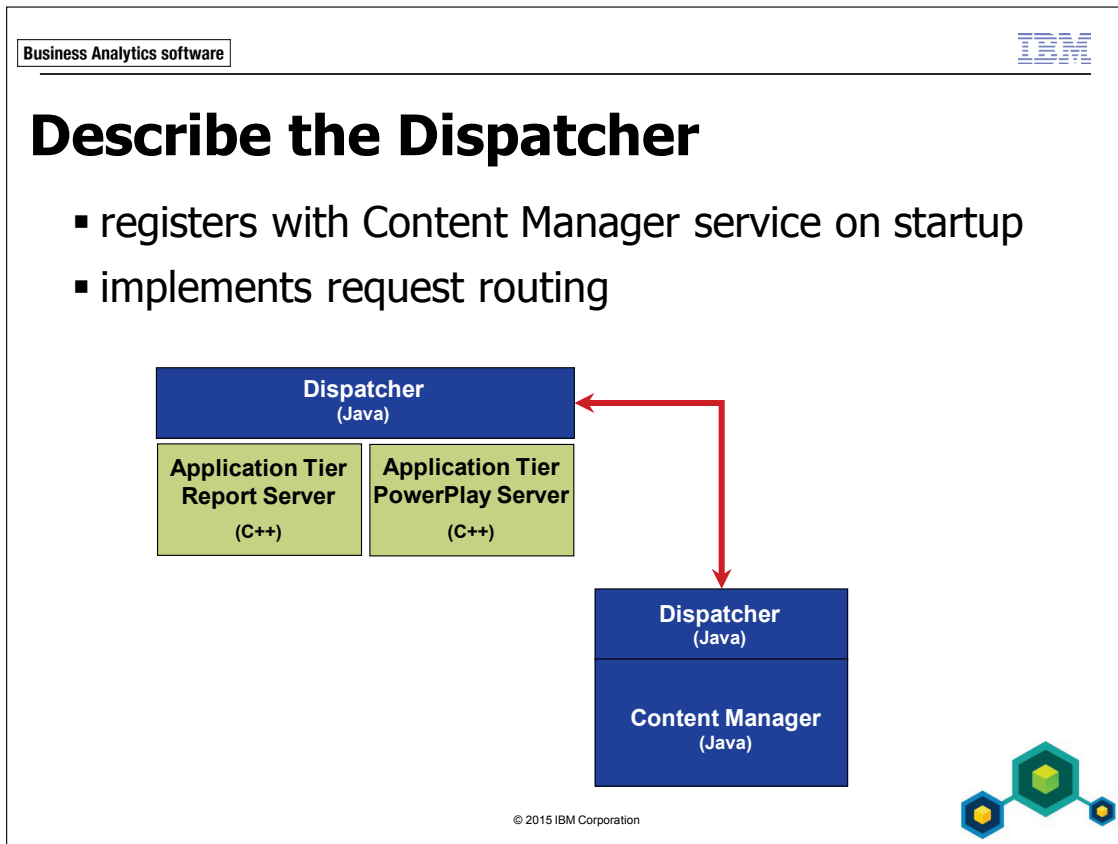 Business Analytics software
IBM
Describe the Dispatcher
▪ registers with Content Manager service on startup
▪ implements request routing
Dispatcher
(Java)
Application Tier
Report Server
(C++)
Application Tier
PowerPlay Server
(C++)
Dispatcher
(Java)
Content Manager
(Java)
© 2015 IBM Corporation